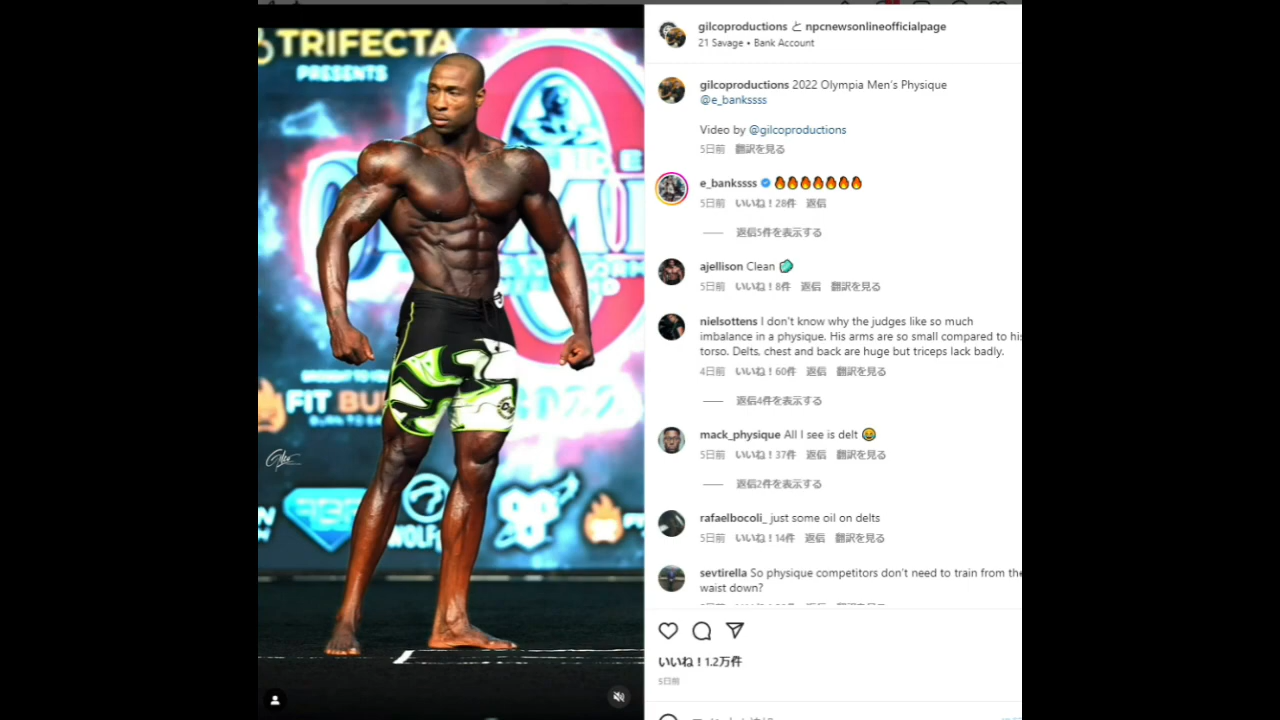 TRIFECTA
PRESENTS
FIT BU
2022
WOLF
gilcoproductions と npcnewsonlineofficialpage
21 Savage • Bank Account
gilcoproductions 2022 Olympia Men's Physique
@e_bankssss
Video by @gilcoproductions
5日前 翻訳を見る
e_bankssss 🔥🔥🔥🔥🔥🔥🔥
5日前 いいね！28件 返信
返信5件を表示する
ajellison Clean
5日前 いいね！8件 返信 翻訳を見る
nielsottens I don't know why the judges like so much
imbalance in a physique. His arms are so small compared to his
torso. Delts, chest and back are huge but triceps lack badly.
4日前 いいね！60件 返信 翻訳を見る
返信4件を表示する
mack_physique All I see is delt 😂
5日前 いいね！37件 返信 翻訳を見る
返信2件を表示する
rafaelbocoli_ just some oil on delts
5日前 いいね！14件 返信 翻訳を見る
sevtirella So physique competitors don't need to train from the
waist down?
いいね！1.2万件
5日前